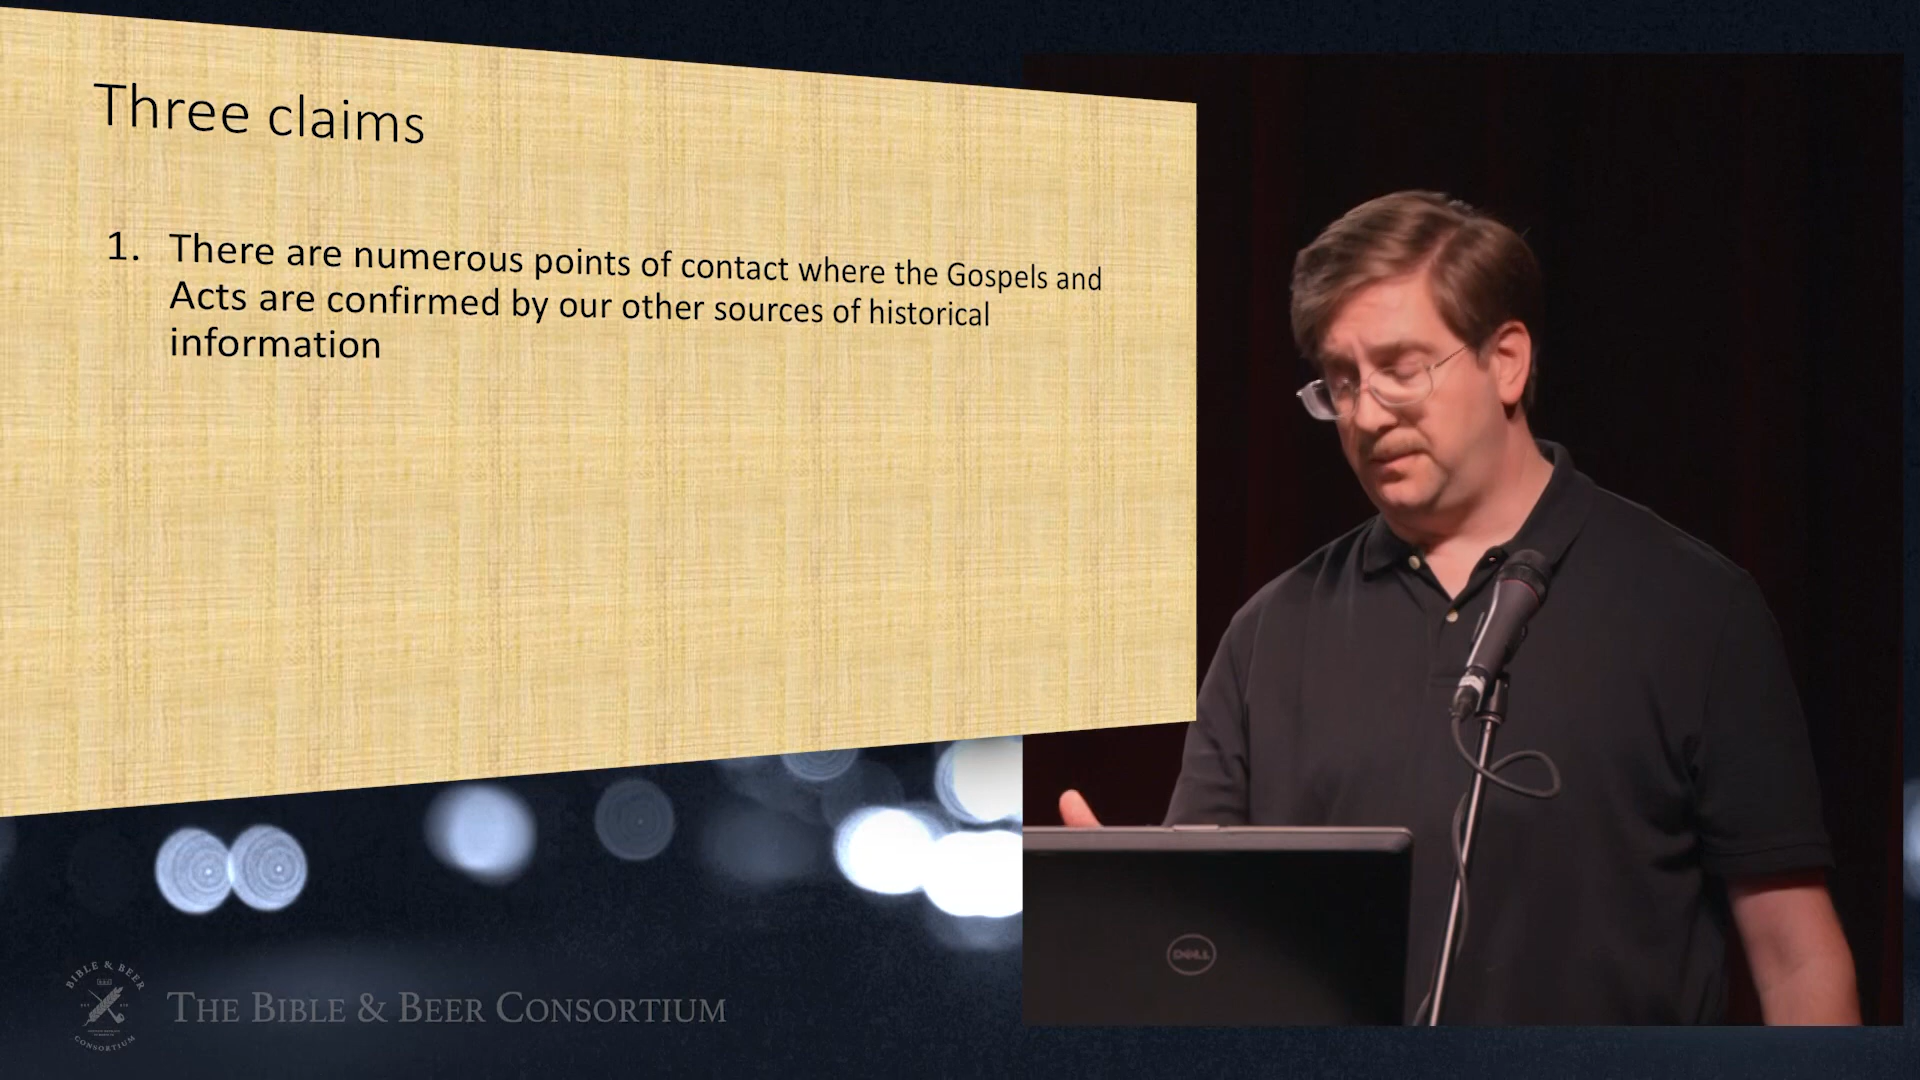 Three claims
1. There are numerous points of contact where the Gospels and
Acts are confirmed by our other sources of historical
information
DELL
BIBLE & BEER
CONSORTIUM
THE BIBLE & BEER CONSORTIUM